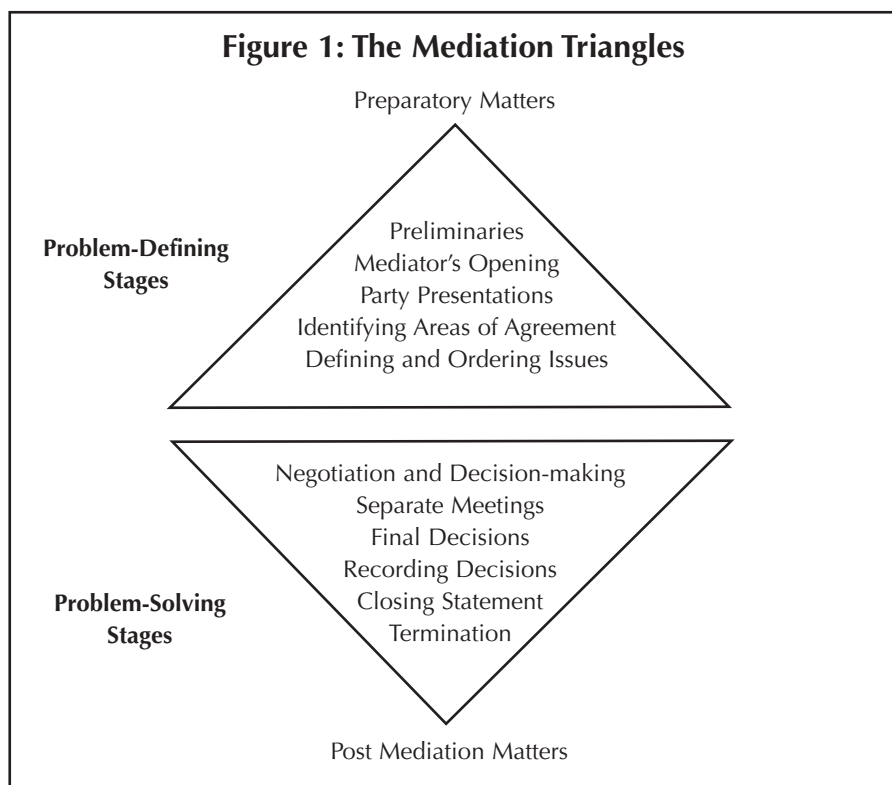 Figure 1: The Mediation Triangles
Preparatory Matters
Problem-Defining
Stages
Preliminaries
Mediator’s Opening
Party Presentations
Identifying Areas of Agreement
Defining and Ordering Issues
Negotiation and Decision-making
Separate Meetings
Final Decisions
Recording Decisions
Closing Statement
Termination
Problem-Solving
Stages
Post Mediation Matters